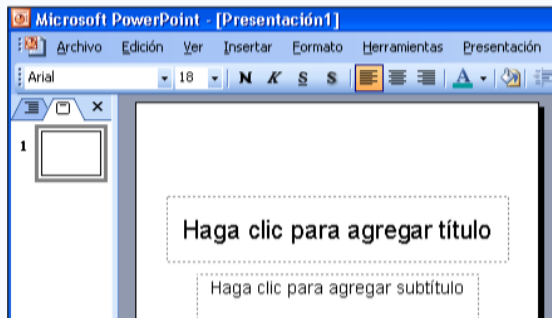 Microsoft PowerPoint - [Presentación1]
Archivo Edición Ver Insertar Formato Herramientas Presentación
Arial 18 N K S S A
1
Haga clic para agregar título
Haga clic para agregar subtítulo